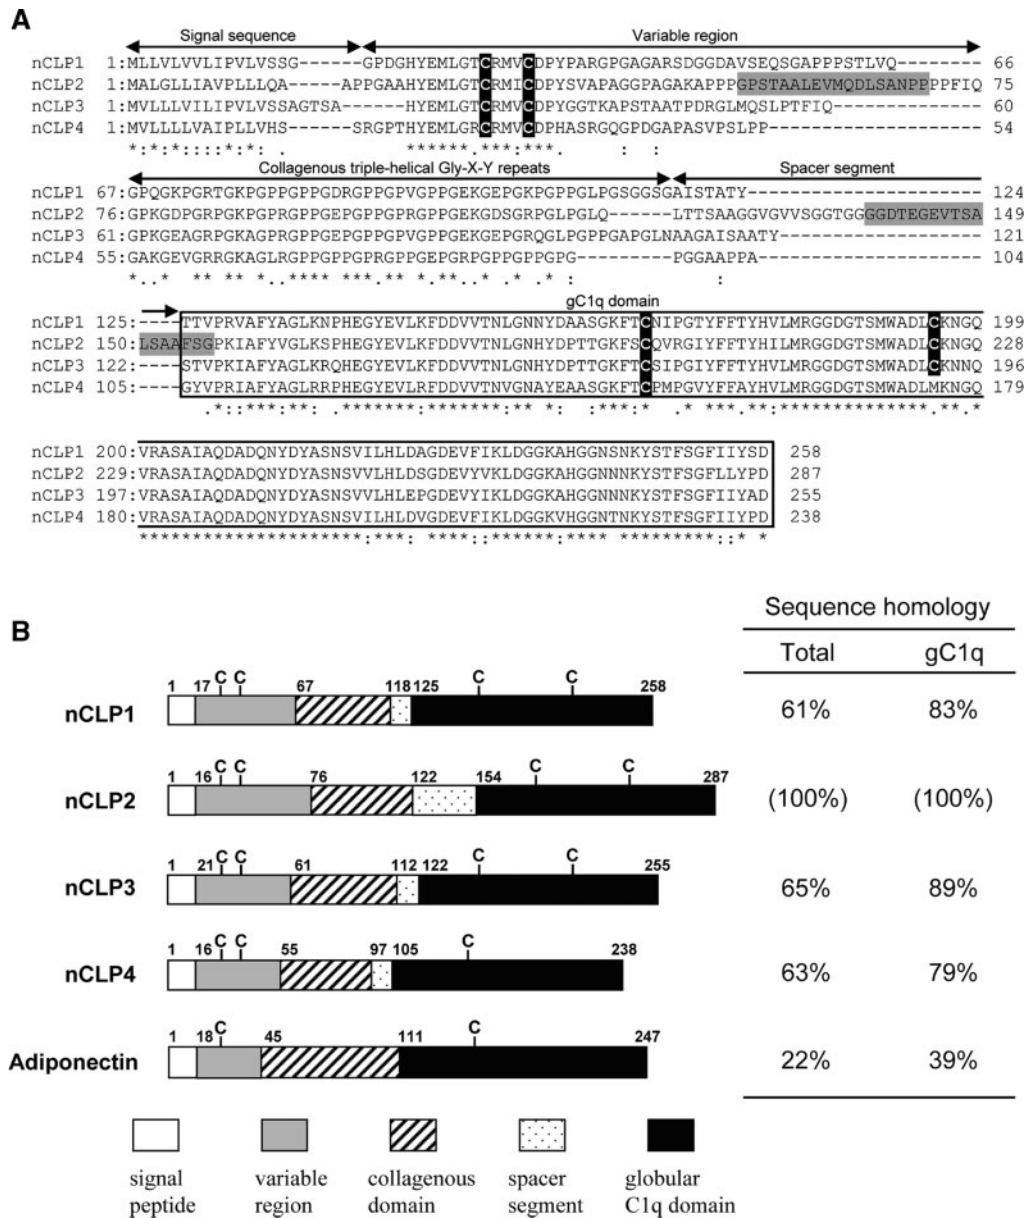 A
Signal sequence Variable region
nCLP1 1:MLLVLVVLIPVLVSSG------GPDGHYEMLGTCRMVCDPYPARGPGAGARSDGGDAVSEQSGAPPPSTLVQ-------- 66
nCLP2 1:MALGLLIAVPLLLLQA-----APPGAAHYEMLGTCRMICDPYSVAPAGGPAGAKAPPPGPSTAALEVMQDLSANPPPPFIQ 75
nCLP3 1:MVLLLLVILIPVLVSSAGTSA---HYEMLGTCRMVCDPYGGTKAPSTAATPDRGLMQSLPTFIQ-------------- 60
nCLP4 1:MVLLLLLVAIPLLVHS------SRGPTHYEMLGRCRMVCDPHASRGQGPDGAPASVPSLPP-------------------- 54
Collagenous triple-helical Gly-X-Y repeats Spacer segment
nCLP1 67:GPQGKPGRTGKPGPPGPPGDRGPPGPVGPPGEKGEPGKPGPPGLPGSGGSGAISTATY---------------------- 124
nCLP2 76:GPKGDPGRPGKPGPRGPPGEPGPPGPRGPPGEKGDSGRPGLPGLQ------LTTSAAGGVGVVSGGTGGGGDTEGEVTSA 149
nCLP3 61:GPKGEAGRPGKAGPRGPPGEPGPPGPVGPPGEKGEPGRQGLPGPPGAPGLNAAGAISAATY------------------- 121
nCLP4 55:GAKGEVGRRGKAGLRGPPGPPGPRGPPGEPGRPGPPGPPGPG---------PGGAAPPA--------------------- 104
gC1q domain
nCLP1 125:----TTVPRVAFYAGLKNPHEGYEVLKFDDVVTNLGNNYDAASGKFTCNIPGTYFFTYHVLMRGGDGTSMWADLCKNGQ 199
nCLP2 150:LSAAFSGPKIAFYVGLKSPHEGYEVLKFDDVVTNLGNHYDPTTGKFSCQVRGIYFFTYHILMRGGDGTSMWADLCKNGQ 228
nCLP3 122:----STVPKIAFYAGLKRQHEGYEVLKFDDVVTNLGNHYDPTTGKFTCSIPGIYFFTYHVLMRGGDGTSMWADLCKNNQ 196
nCLP4 105:----GYVPRIAFYAGLRRPHEGYEVLRFDDVVTNVGNAYEAASGKFTCPMPGVYFFAYHVLMRGGDGTSMWADLMKNGQ 179
nCLP1 200:VRASAIAQDADQNYDYASNSVILHLDAGDEVFIKLDGGKAHGGNSNKYSTFSGFIIYSD 258
nCLP2 229:VRASAIAQDADQNYDYASNSVILHLDSGDEVYVKLDGGKAHGGNNNKYSTFSGFLLYPD 287
nCLP3 197:VRASAIAQDADQNYDYASNSVVLHLEPGDEVYIKLDGGKAHGGNNNKYSTFSGFIIYAD 255
nCLP4 180:VRASAIAQDADQNYDYASNSVILHLDVGDEVFIKLDGGKVHGGNTNKYSTFSGFIIYPD 238
B
Sequence homology
Total gC1q
nCLP1 1 17 C C 67 118 125 C C 258 61% 83%
nCLP2 1 16 C C 76 122 154 C C 287 (100%) (100%)
nCLP3 1 21 C C 61 112 122 C C 255 65% 89%
nCLP4 1 16 C C 55 97 105 C 238 63% 79%
Adiponectin 1 18 C 45 111 C 247 22% 39%
signal variable collagenous spacer globular
peptide region domain segment C1q domain